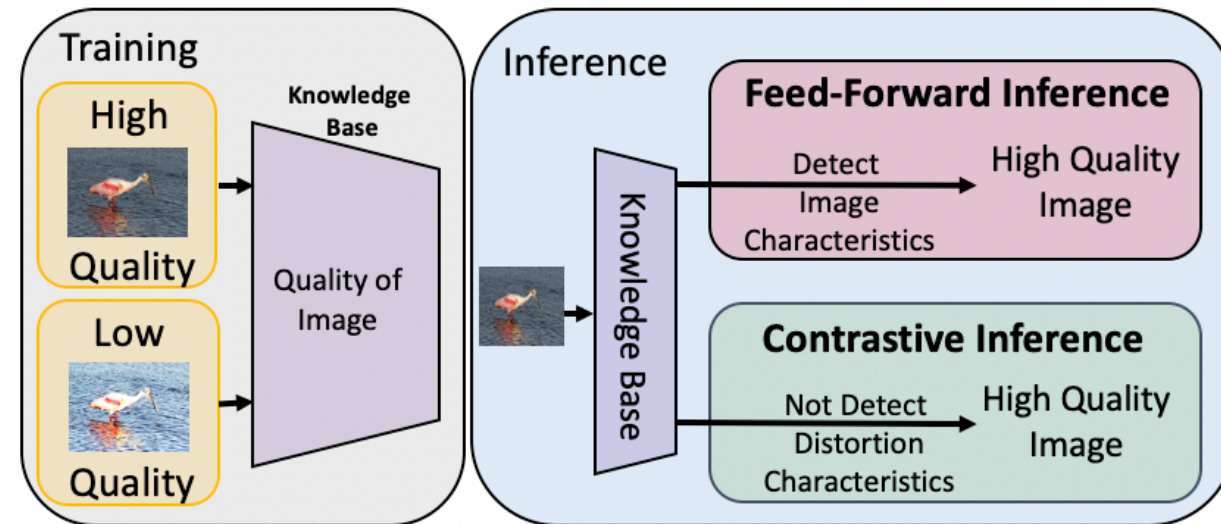 Training
High
Quality
Low
Quality
Knowledge
Base
Quality of
Image
Inference
Knowledge Base
Feed-Forward Inference
Detect
Image
Characteristics
High Quality
Image
Contrastive Inference
Not Detect
Distortion
Characteristics
High Quality
Image